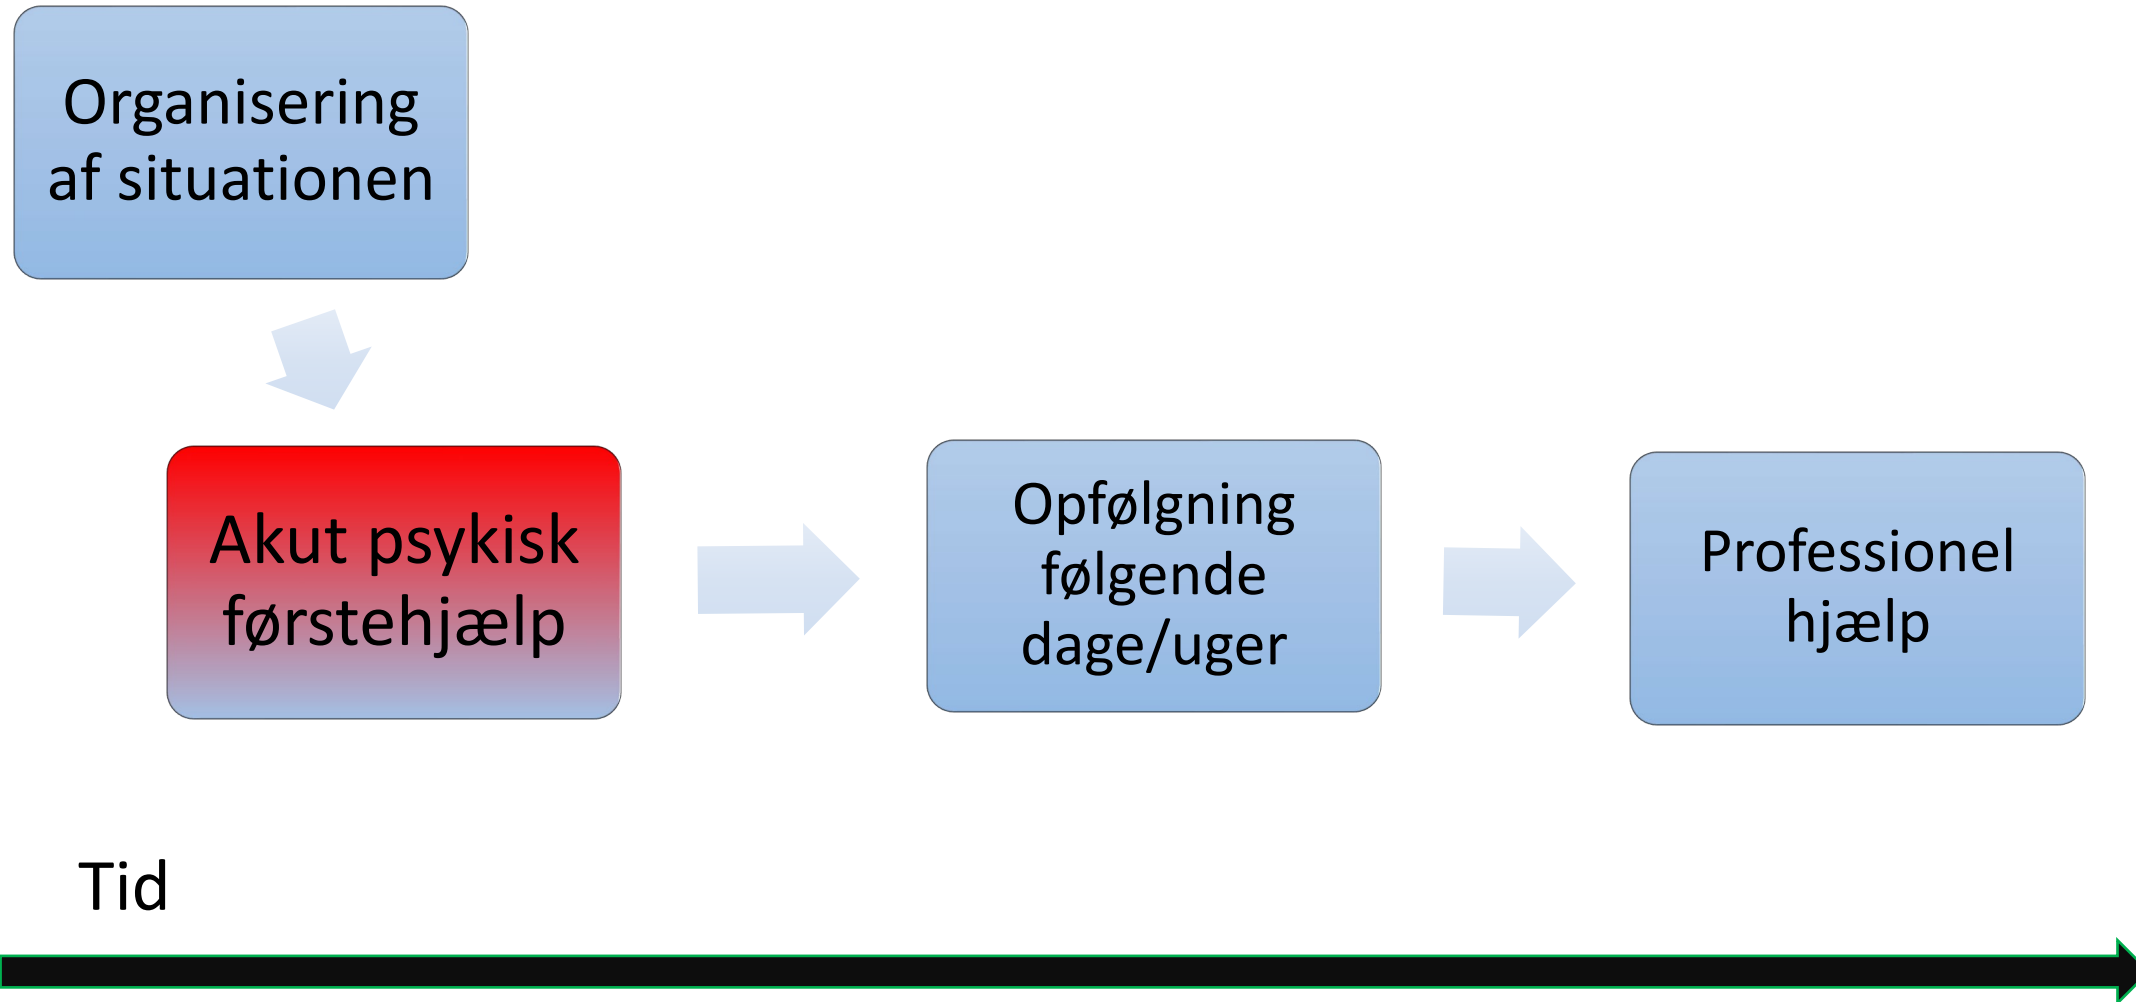 Organisering
af situationen
Akut psykisk
førstehjælp
Opfølgning
følgende
dage/uger
Professionel
hjælp
Tid